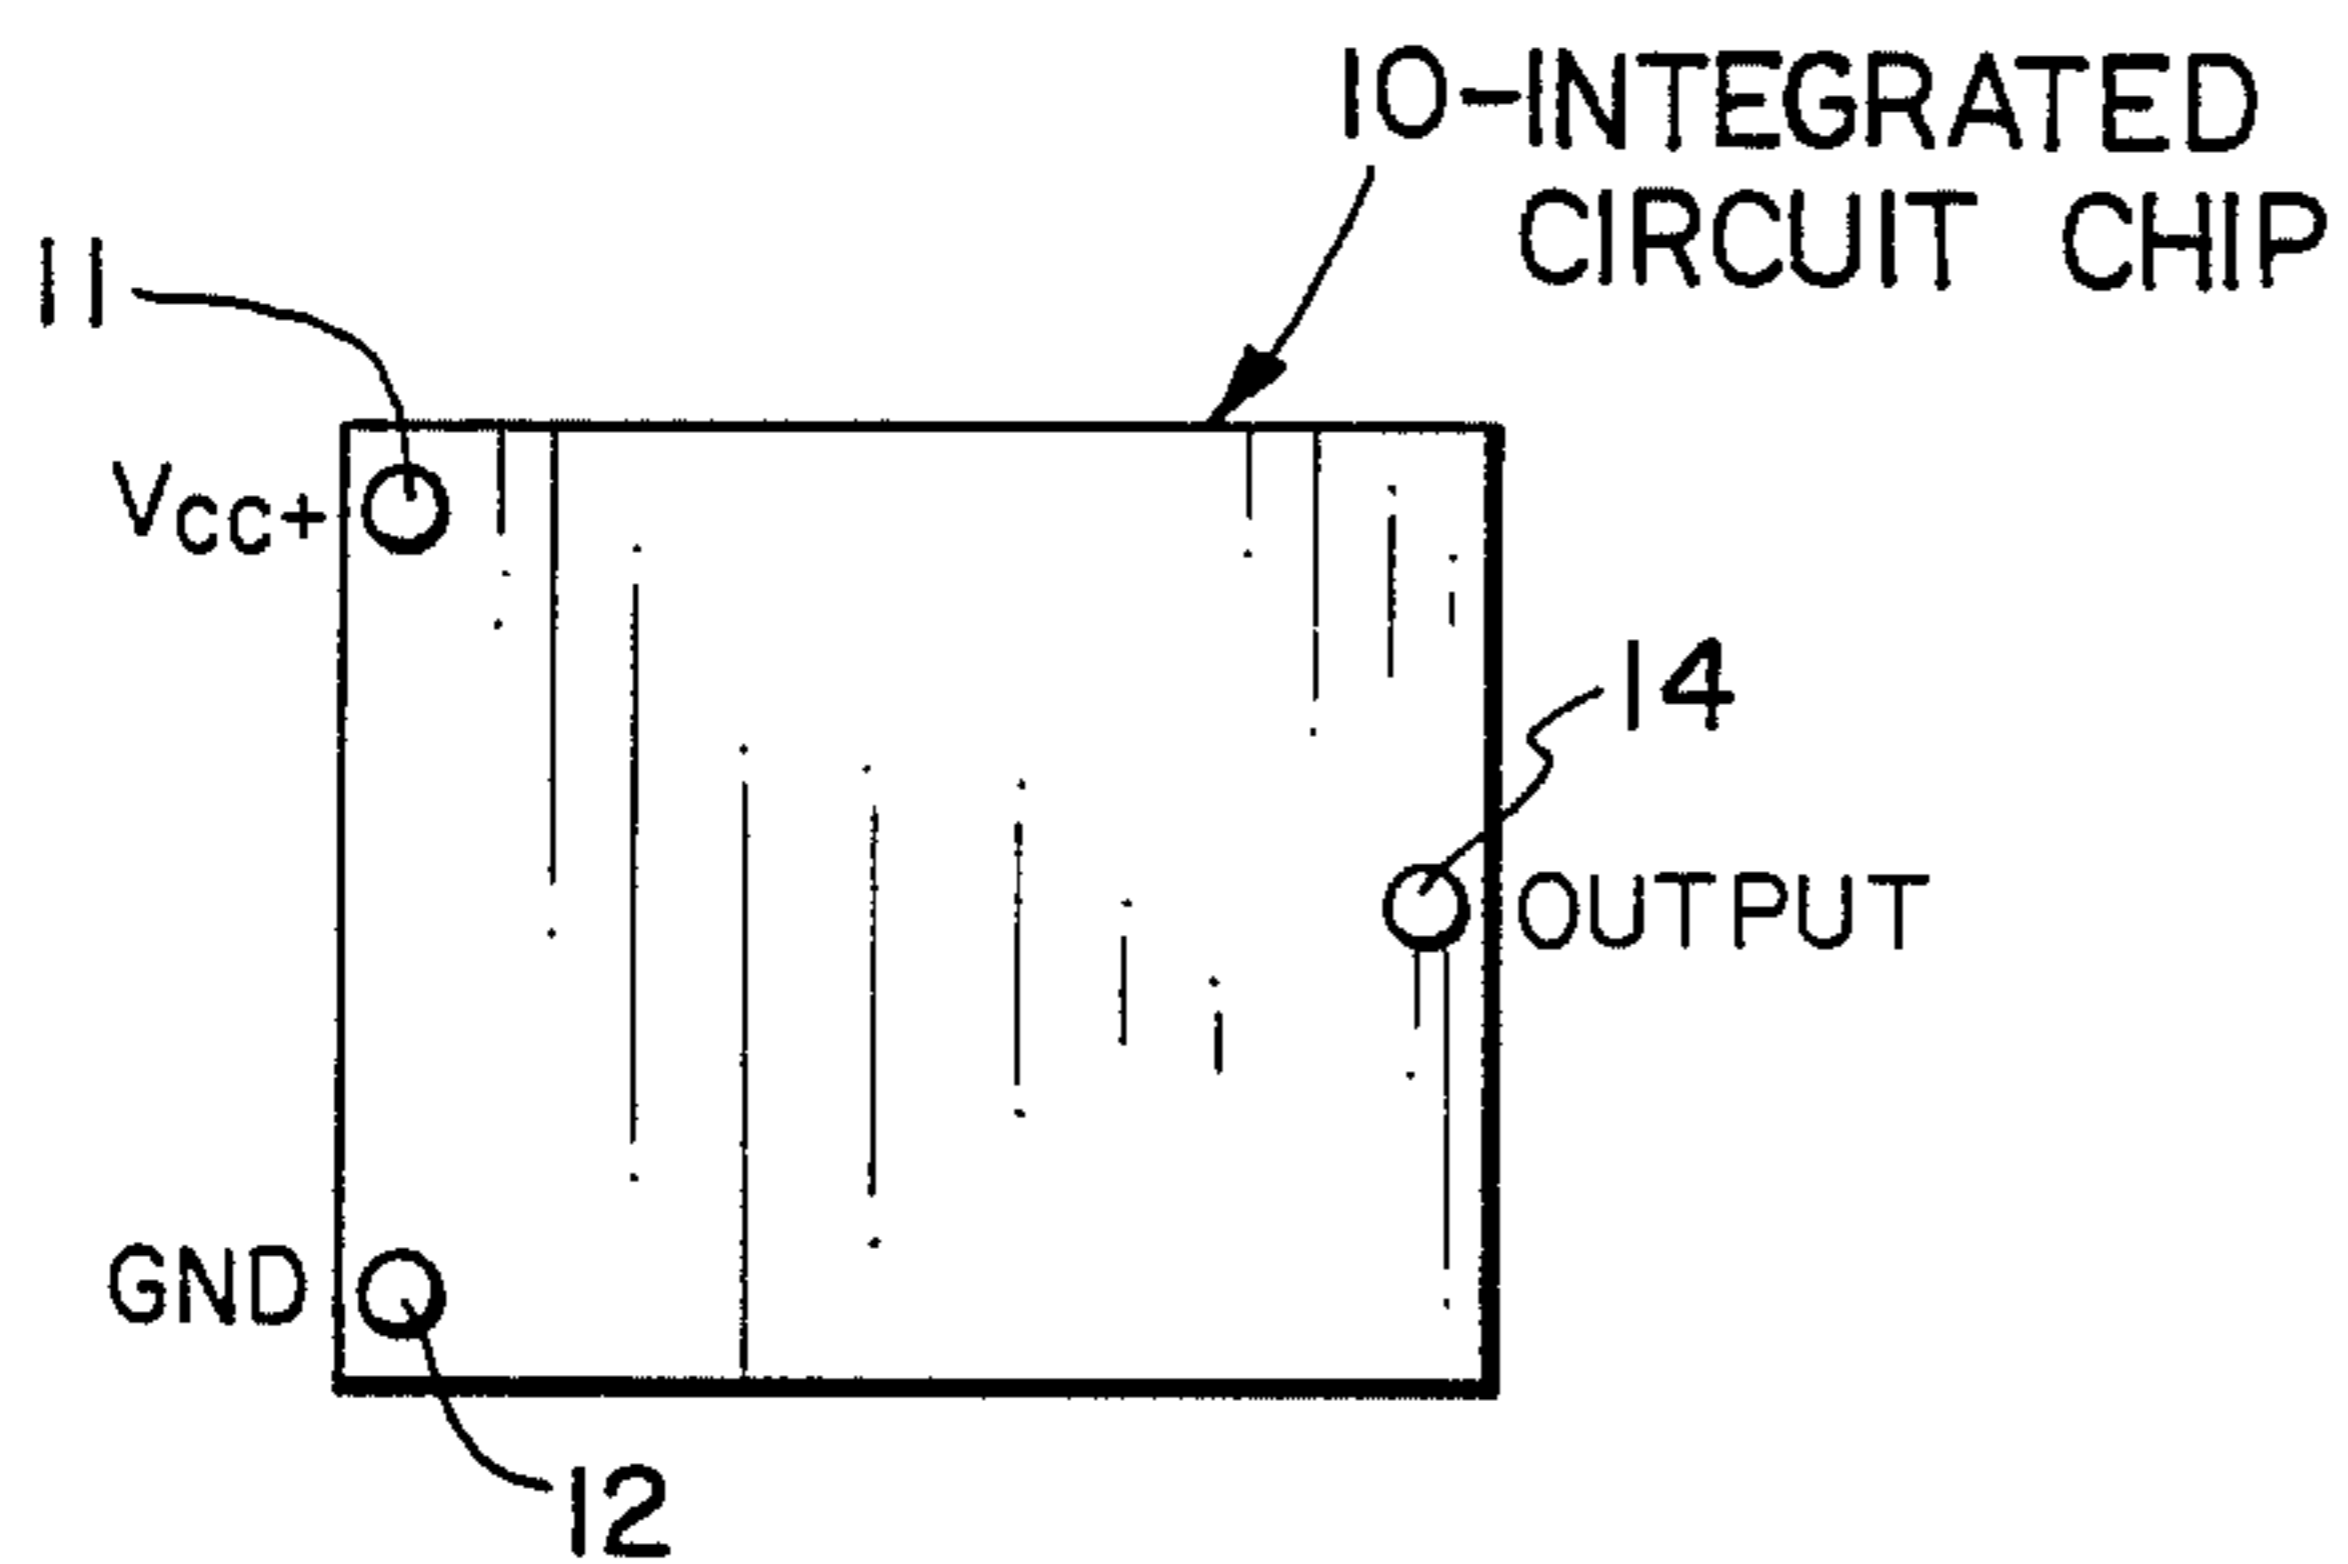 10-INTEGRATED
CIRCUIT CHIP
11
VCC+
14
OUTPUT
GND
12